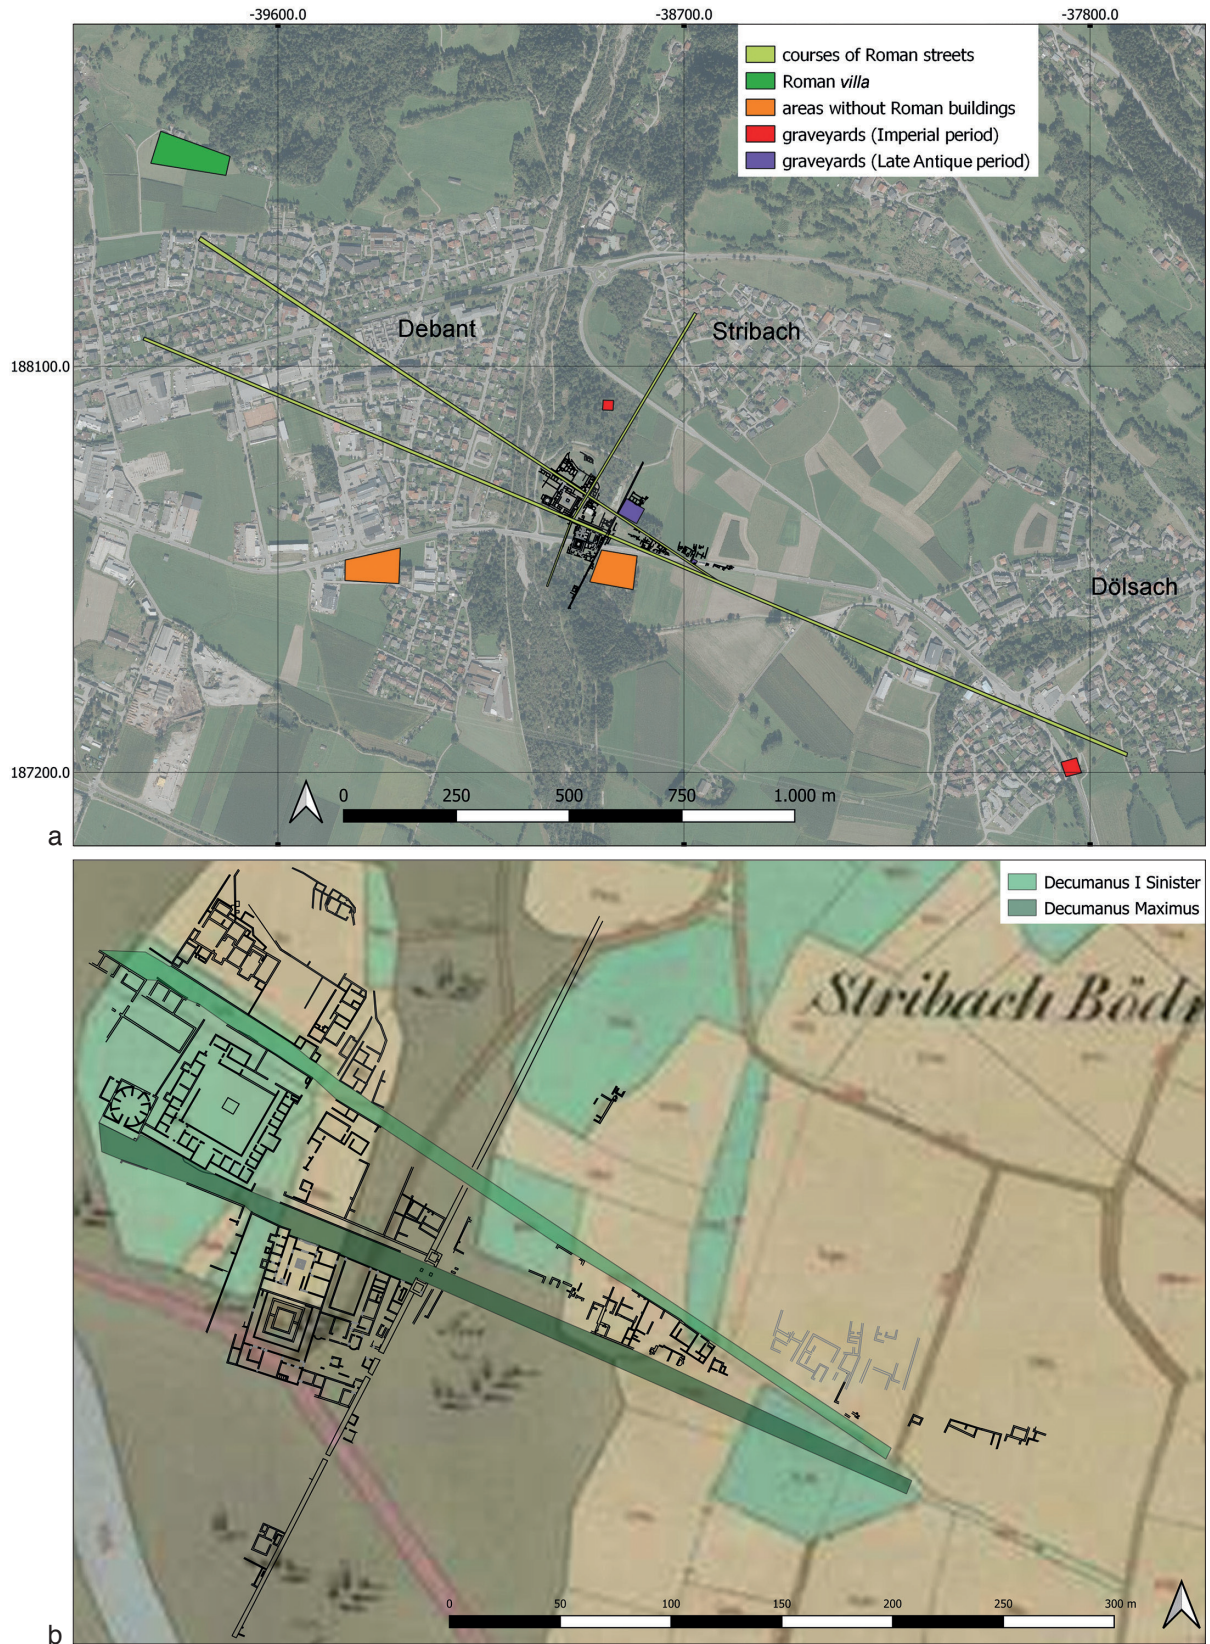 -39600.0 -38700.0 -37800.0
courses of Roman streets
Roman villa
areas without Roman buildings
graveyards (Imperial period)
graveyards (Late Antique period)
Debant
Stribach
188100.0
Dölsach
187200.0
0 250 500 750 1.000 m
a
Decumanus I Sinister
Decumanus Maximus
Stribach Böd
0 50 100 150 200 250 300 m
b